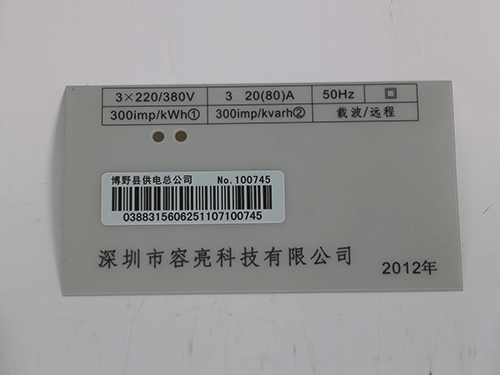 3×220/380V 3 20(80)A 50Hz
300imp/kWh① 300imp/kvarh② 载波/远程
博野县供电总公司 No.100745
0388315606251107100745
深圳市容亮科技有限公司
2012年